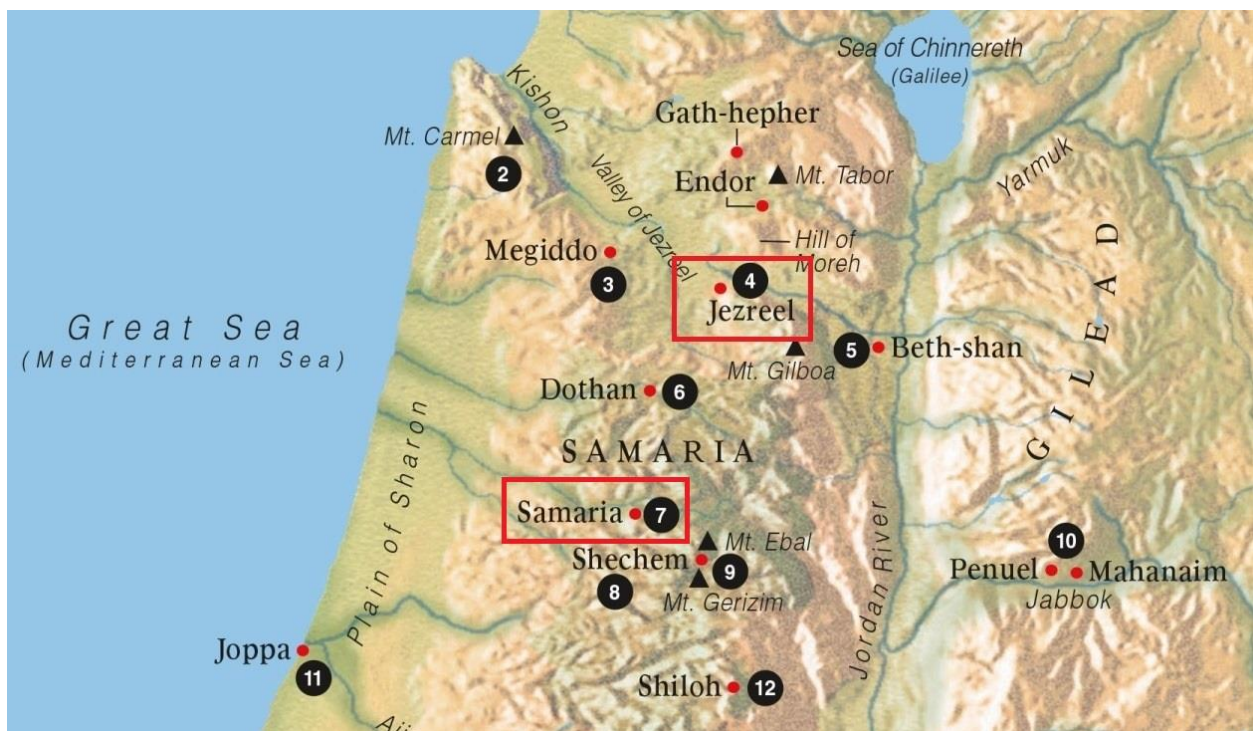 Sea of Chinnereth
(Galilee)
Kishon
Gath-hepher
Mt. Carmel
2
Valley of Jezreel
Endor
Mt. Tabor
Yarmuk
Hill of
Moreh
Megiddo
3
4
Jezreel
GILEAD
Great Sea
(Mediterranean Sea)
5
Beth-shan
Mt. Gilboa
Dothan
6
Plain of Sharon
SAMARIA
Samaria
7
Mt. Ebal
Shechem
9
8
Mt. Gerizim
Jordan River
10
Penuel
Mahanaim
Jabbok
Joppa
11
Shiloh
12